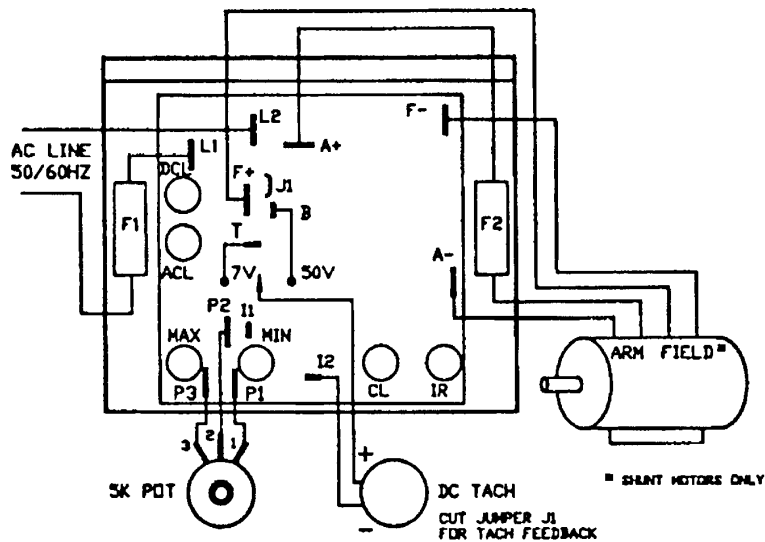 L2
F-
AC LINE
50/60HZ
L1
A+
DCL
F+
J1
B
F1
F2
T
ACL
7V
50V
A-
P2
I1
MAX
MIN
ARM FIELD*
I2
P3
P1
CL
IR
3
2
1
+
5K POT
DC TACH
* SHUNT MOTORS ONLY
-
CUT JUMPER J1
FOR TACH FEEDBACK